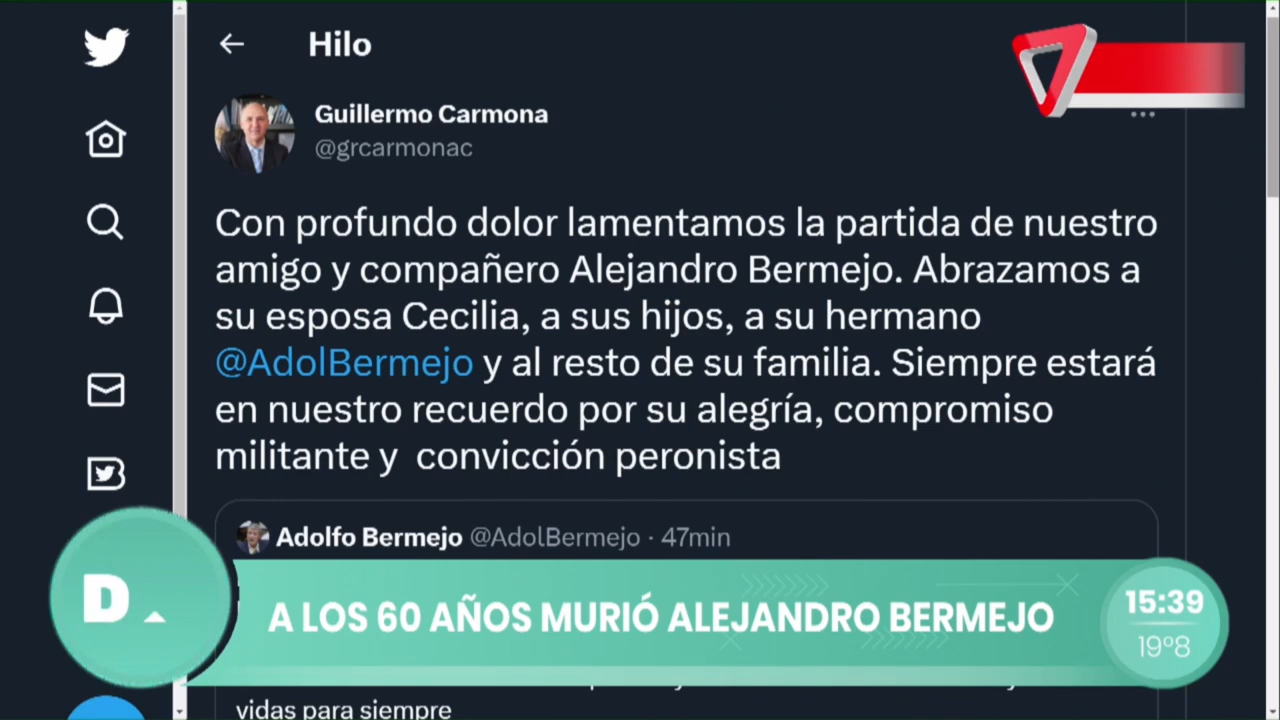 Hilo
Guillermo Carmona
@grcarmonac
Con profundo dolor lamentamos la partida de nuestro
amigo y compañero Alejandro Bermejo. Abrazamos a
su esposa Cecilia, a sus hijos, a su hermano
@AdolBermejo y al resto de su familia. Siempre estará
en nuestro recuerdo por su alegría, compromiso
militante y convicción peronista
Adolfo Bermejo @AdolBermejo · 47min
D
A LOS 60 AÑOS MURIÓ ALEJANDRO BERMEJO
15:39
19º8
vidas para siempre